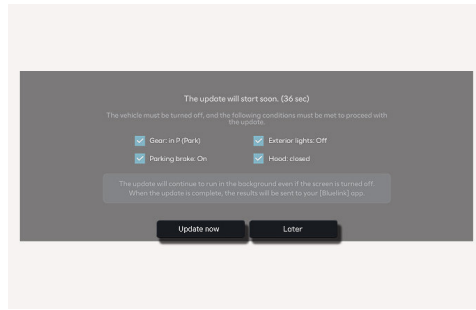 The update will start soon. (36 sec)
The vehicle must be turned off, and the following conditions must be met to proceed with
the update.
Gear: in P (Park)
Exterior lights: Off
Parking brake: On
Hood: closed
The update will continue to run in the background even if the screen is turned off.
When the update is complete, the results will be sent to your [Bluelink] app
Update now
Later